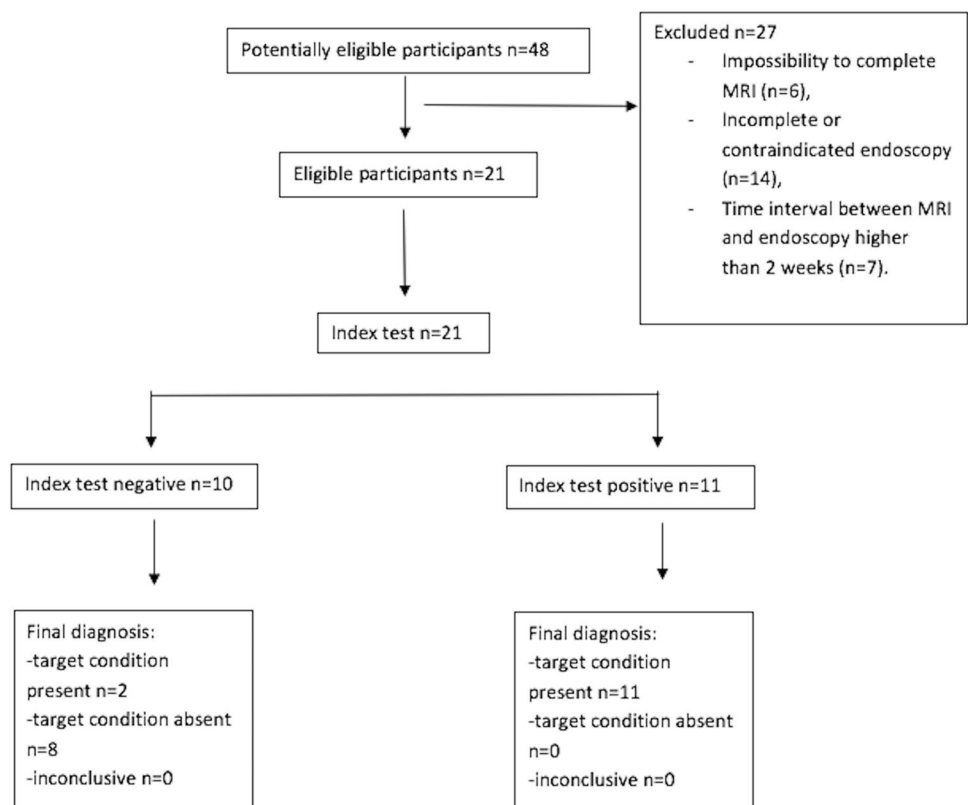 Potentially eligible participants n=48
Excluded n=27
- Impossibility to complete
MRI (n=6),
- Incomplete or
contraindicated endoscopy
(n=14),
- Time interval between MRI
and endoscopy higher
than 2 weeks (n=7).
Eligible participants n=21
Index test n=21
Index test negative n=10
Index test positive n=11
Final diagnosis:
-target condition
present n=2
-target condition absent
n=8
-inconclusive n=0
Final diagnosis:
-target condition
present n=11
-target condition absent
n=0
-inconclusive n=0